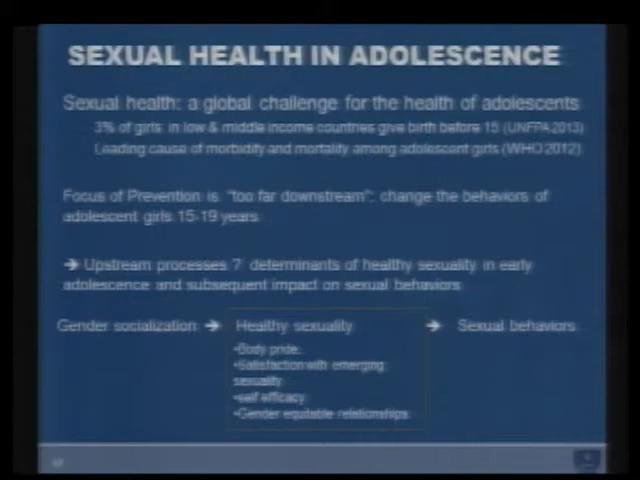 SEXUAL HEALTH IN ADOLESCENCE
Sexual health: a global challenge for the health of adolescents
3% of girls in low & middle income countries give birth before 15 (UNFPA 2013)
Leading cause of morbidity and mortality among adolescent girls (WHO 2012)
Focus of Prevention is "too far downstream": change the behaviors of
adolescent girls 15-19 years
➔ Upstream processes ? determinants of healthy sexuality in early
adolescence and subsequent impact on sexual behaviors
Gender socialization ➔ Healthy sexuality ➔ Sexual behaviors
•Body pride.
•Satisfaction with emerging
sexuality
•self efficacy
•Gender equitable relationships